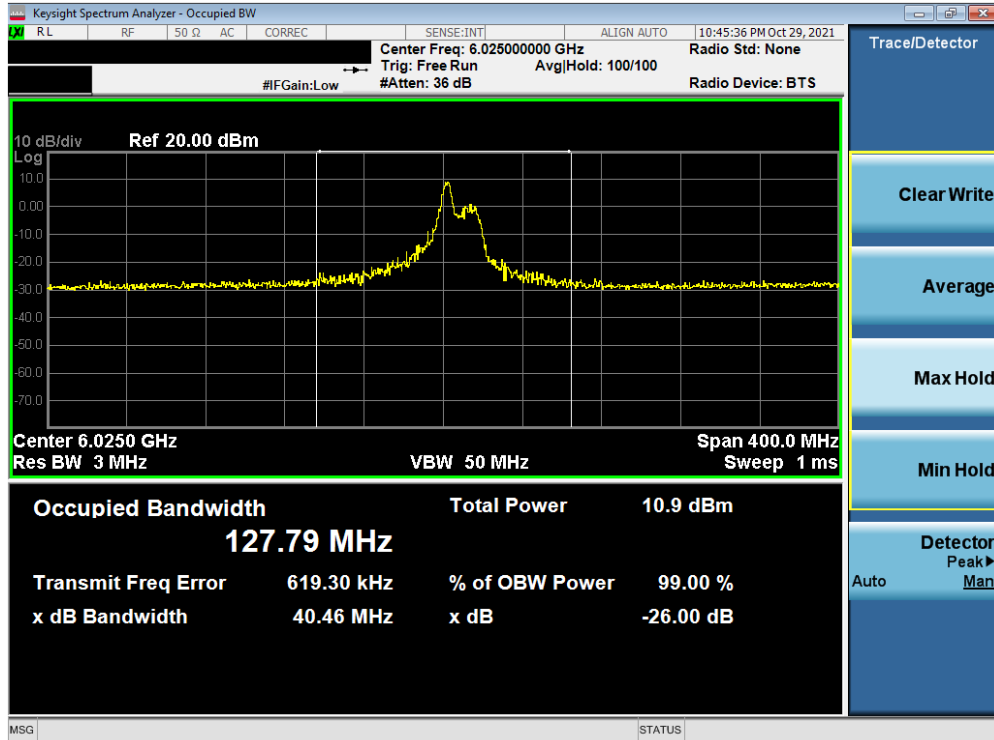 Keysight Spectrum Analyzer - Occupied BW
LXI RL RF 50 Ω AC CORREC SENSE:INT ALIGN AUTO 10:45:36 PM Oct 29, 2021
Center Freq: 6.025000000 GHz Radio Std: None
Trig: Free Run Avg|Hold: 100/100
#IFGain:Low #Atten: 36 dB Radio Device: BTS
10 dB/div Ref 20.00 dBm
Log
10.0
0.00
-10.0
-20.0
-30.0
-40.0
-50.0
-60.0
-70.0
Center 6.0250 GHz Span 400.0 MHz
Res BW 3 MHz VBW 50 MHz Sweep 1 ms
Occupied Bandwidth Total Power 10.9 dBm
127.79 MHz
Transmit Freq Error 619.30 kHz % of OBW Power 99.00 %
x dB Bandwidth 40.46 MHz x dB -26.00 dB
MSG STATUS
Trace/Detector
Clear Write
Average
Max Hold
Min Hold
Detector
Peak
Auto Man